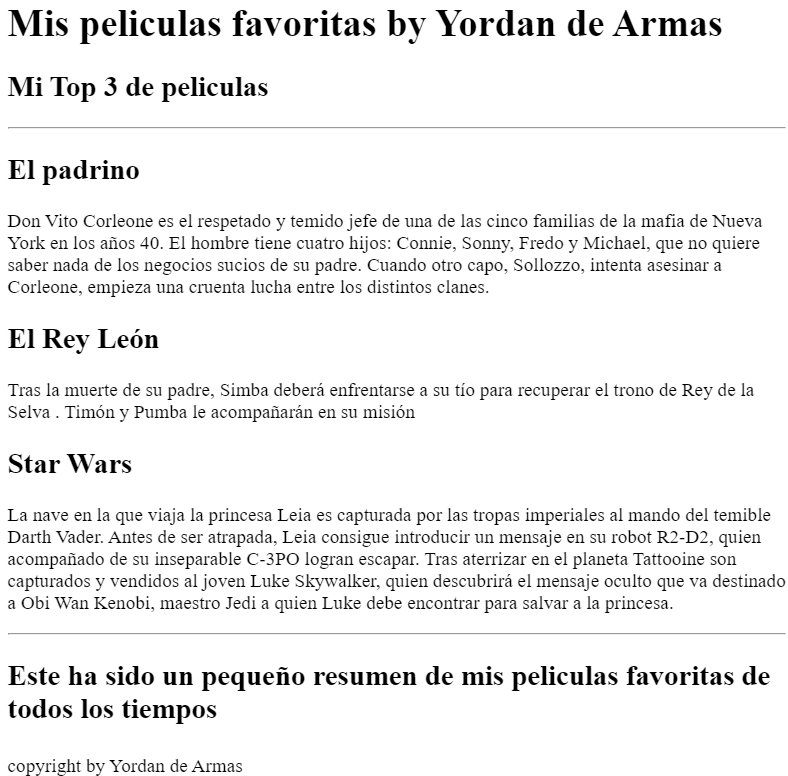 Mis peliculas favoritas by Yordan de Armas
Mi Top 3 de peliculas
El padrino
Don Vito Corleone es el respetado y temido jefe de una de las cinco familias de la mafia de Nueva
York en los años 40. El hombre tiene cuatro hijos: Connie, Sonny, Fredo y Michael, que no quiere
saber nada de los negocios sucios de su padre. Cuando otro capo, Sollozzo, intenta asesinar a
Corleone, empieza una cruenta lucha entre los distintos clanes.
El Rey León
Tras la muerte de su padre, Simba deberá enfrentarse a su tío para recuperar el trono de Rey de la
Selva . Timón y Pumba le acompañarán en su misión
Star Wars
La nave en la que viaja la princesa Leia es capturada por las tropas imperiales al mando del temible
Darth Vader. Antes de ser atrapada, Leia consigue introducir un mensaje en su robot R2-D2, quien
acompañado de su inseparable C-3PO logran escapar. Tras aterrizar en el planeta Tattooine son
capturados y vendidos al joven Luke Skywalker, quien descubrirá el mensaje oculto que va destinado
a Obi Wan Kenobi, maestro Jedi a quien Luke debe encontrar para salvar a la princesa.
Este ha sido un pequeño resumen de mis peliculas favoritas de
todos los tiempos
copyright by Yordan de Armas